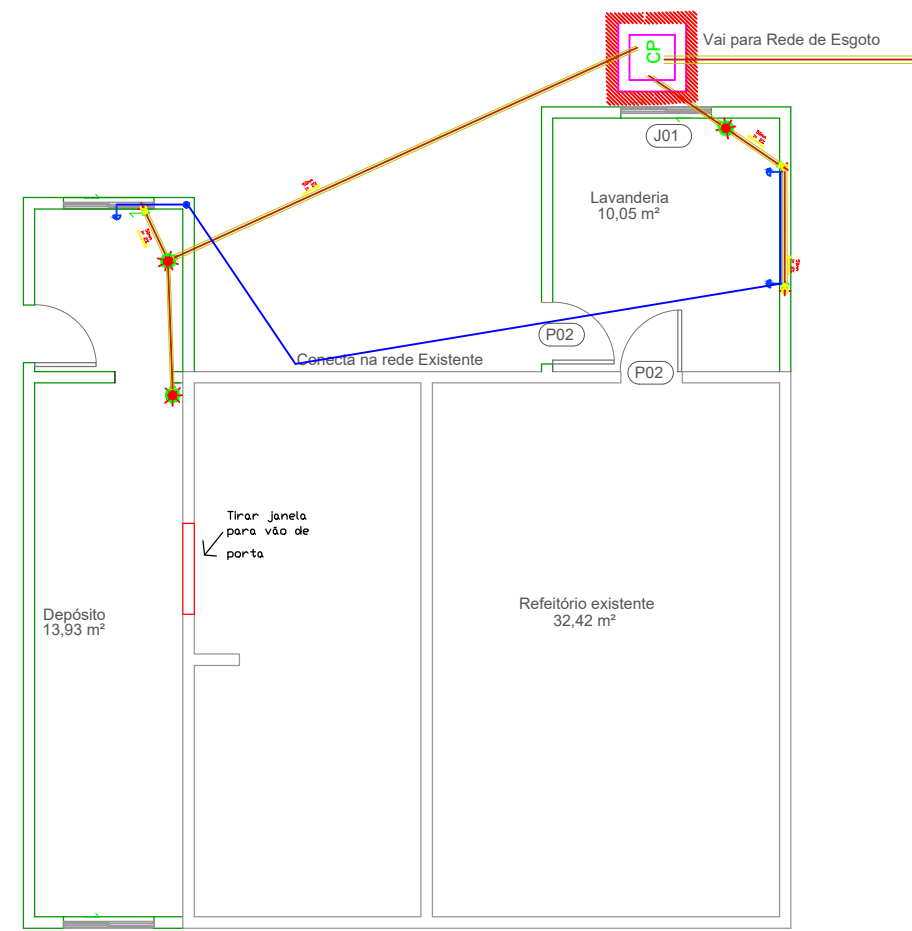 CP
Vai para Rede de Esgoto
J01
Lavanderia
10,05 m²
P02
Conecta na rede Existente
P02
Tirar janela
para vão de
porta
Depósito
13,93 m²
Refeitório existente
32,42 m²